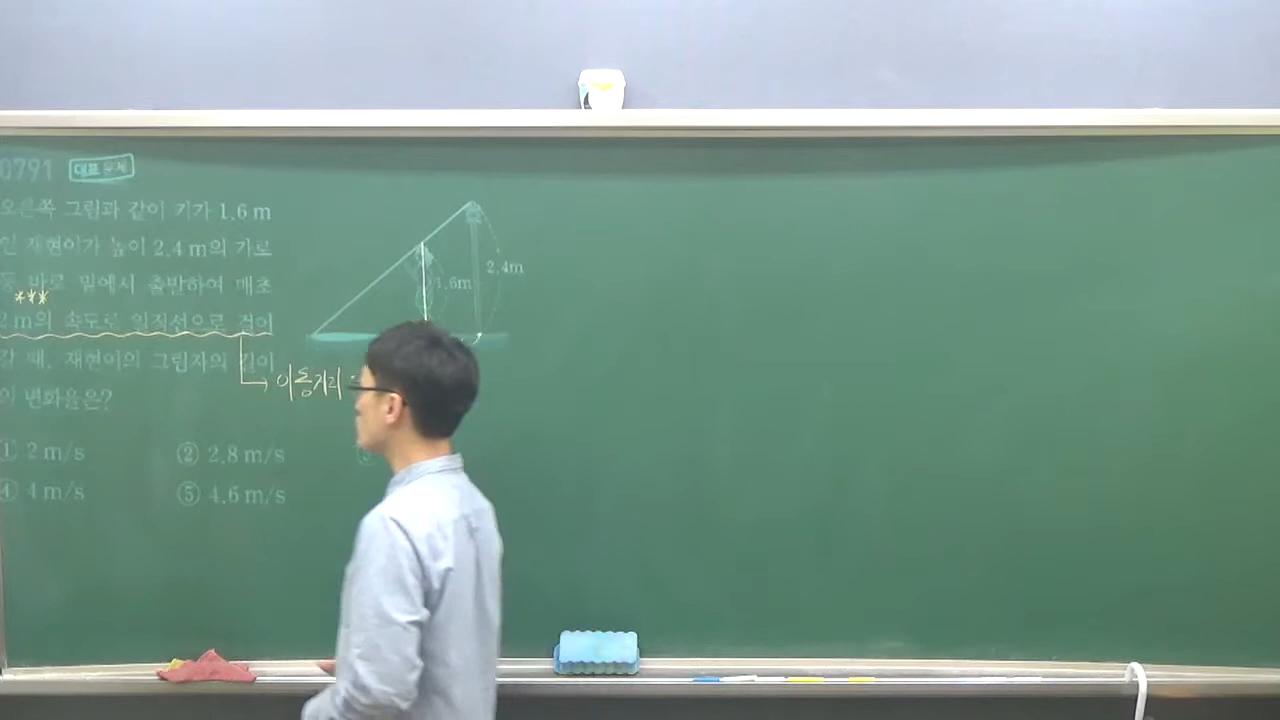 0791 대표 문제
오른쪽 그림과 같이 키가 1.6 m
인 재현이가 높이 2.4 m의 가로
등 바로 밑에서 출발하여 매초
***
2 m의 속도로 일직선으로 걸어
갈 때, 재현이의 그림자의 길이
의 변화율은?
① 2 m/s ② 2.8 m/s
④ 4 m/s ⑤ 4.6 m/s
2.4m
1.6m
이동거리